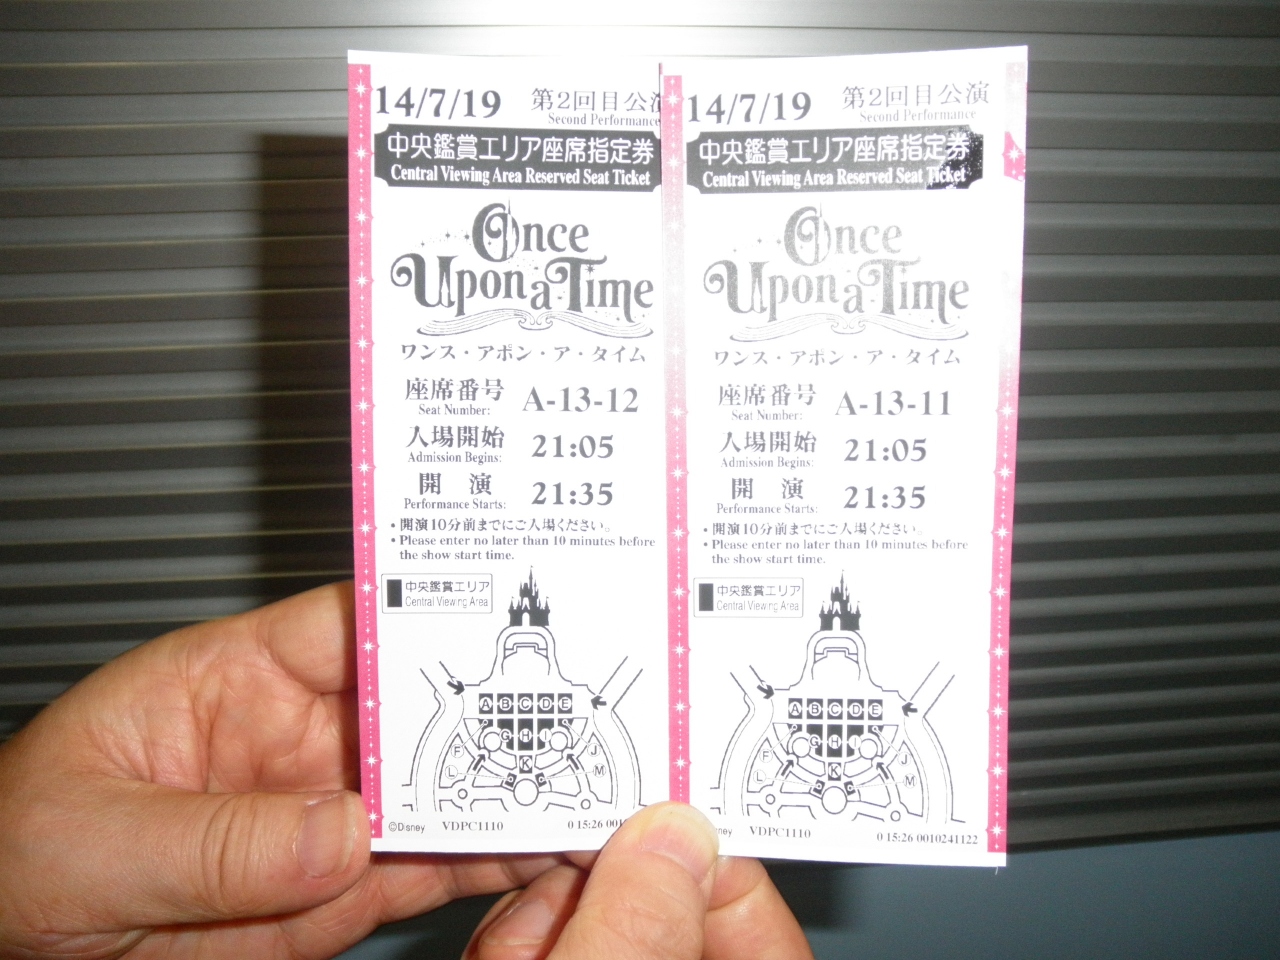 14/7/19 第2回目公演
Second Performance
中央鑑賞エリア座席指定券
Central Viewing Area Reserved Seat Ticket
Once
Upon a Time
ワンス・アポン・ア・タイム
座席番号 A-13-12
Seat Number:
入場開始 21:05
Admission Begins:
開 演 21:35
Performance Starts:
・開演10分前までにご入場ください。
• Please enter no later than 10 minutes before
the show start time.
中央鑑賞エリア
Central Viewing Area
A B C D E
G H I
F J
K
L M
©Disney VDPC1110 0 15:26
14/7/19 第2回目公演
Second Performance
中央鑑賞エリア座席指定券
Central Viewing Area Reserved Seat Ticket
Once
Upon a Time
ワンス・アポン・ア・タイム
座席番号 A-13-11
Seat Number:
入場開始 21:05
Admission Begins:
開 演 21:35
Performance Starts:
・開演10分前までにご入場ください。
• Please enter no later than 10 minutes before
the show start time.
中央鑑賞エリア
Central Viewing Area
A B C D E
G H I
F J
K
L M
VDPC1110 0 15:26 0010241122